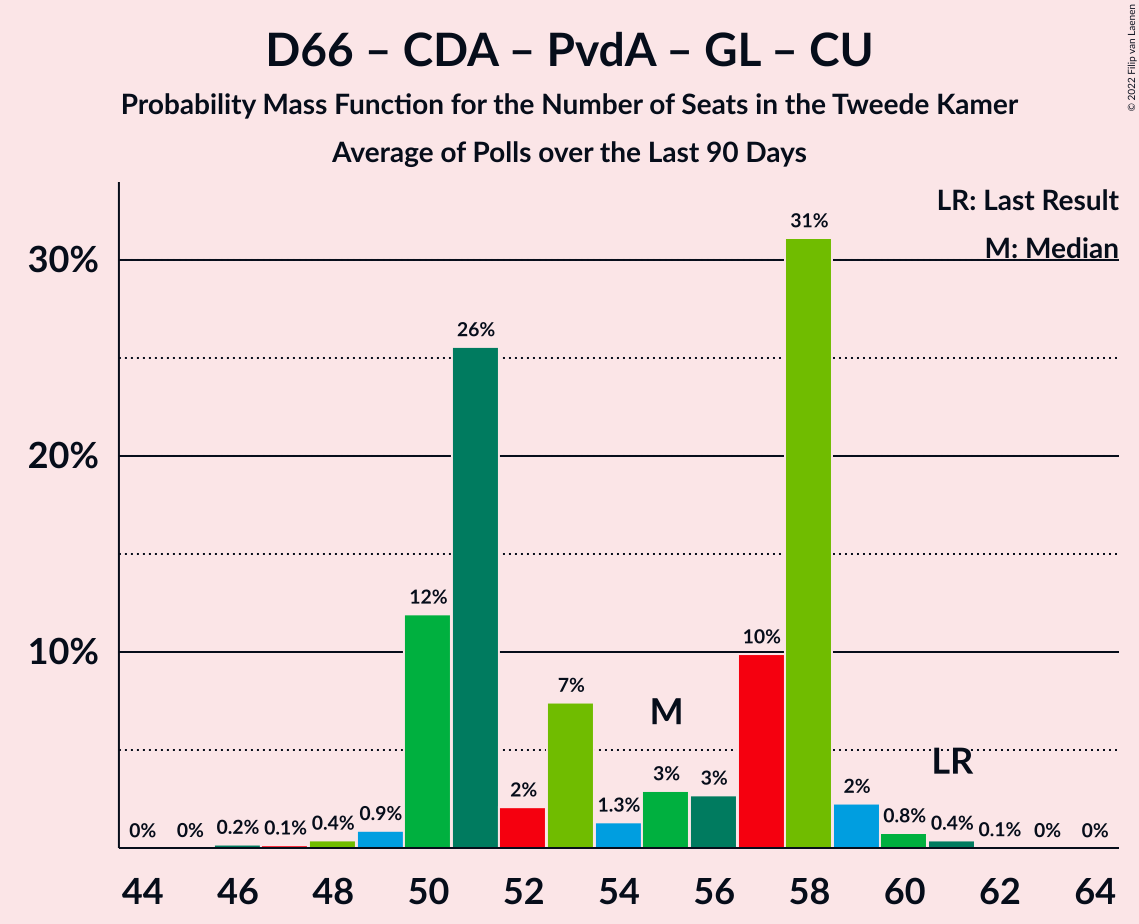 D66 – CDA – PvdA – GL – CU
Probability Mass Function for the Number of Seats in the Tweede Kamer
Average of Polls over the Last 90 Days
© 2022 Filip van Laenen
LR: Last Result
M: Median
30%
20%
10%
0%
0%
0.2%
0.1%
0.4%
0.9%
12%
26%
2%
7%
1.3%
3%
3%
10%
31%
2%
0.8%
0.4%
0.1%
0%
0%
M
LR
44 46 48 50 52 54 56 58 60 62 64